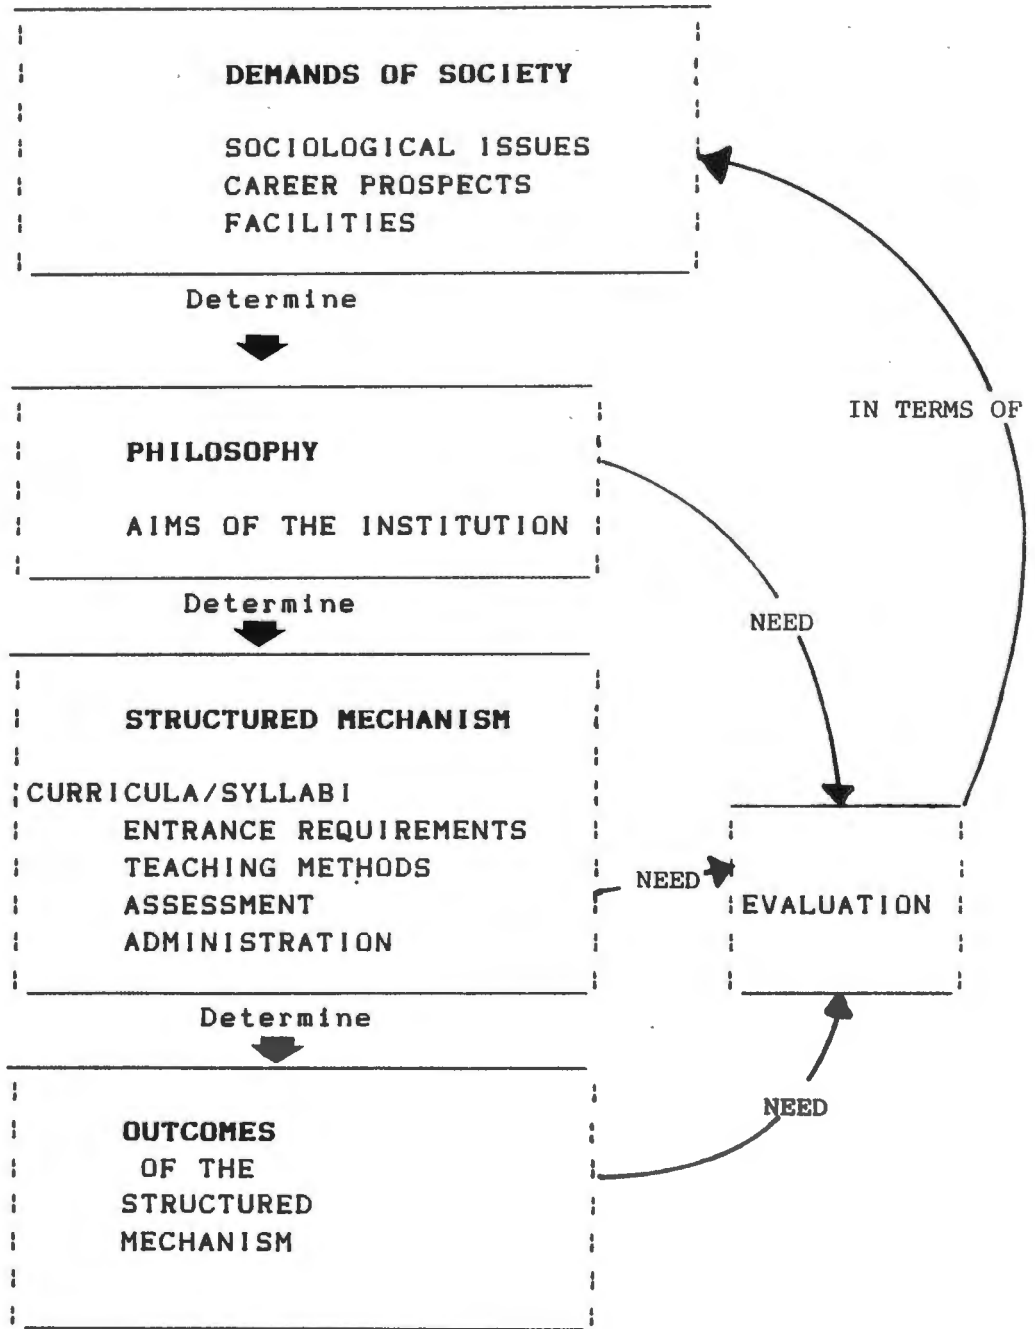 DEMANDS OF SOCIETY
SOCIOLOGICAL ISSUES
CAREER PROSPECTS
FACILITIES
Determine
PHILOSOPHY
AIMS OF THE INSTITUTION
Determine
STRUCTURED MECHANISM
CURRICULA/SYLLABI
ENTRANCE REQUIREMENTS
TEACHING METHODS
ASSESSMENT
ADMINISTRATION
Determine
OUTCOMES
OF THE
STRUCTURED
MECHANISM
NEED
NEED
NEED
EVALUATION
IN TERMS OF